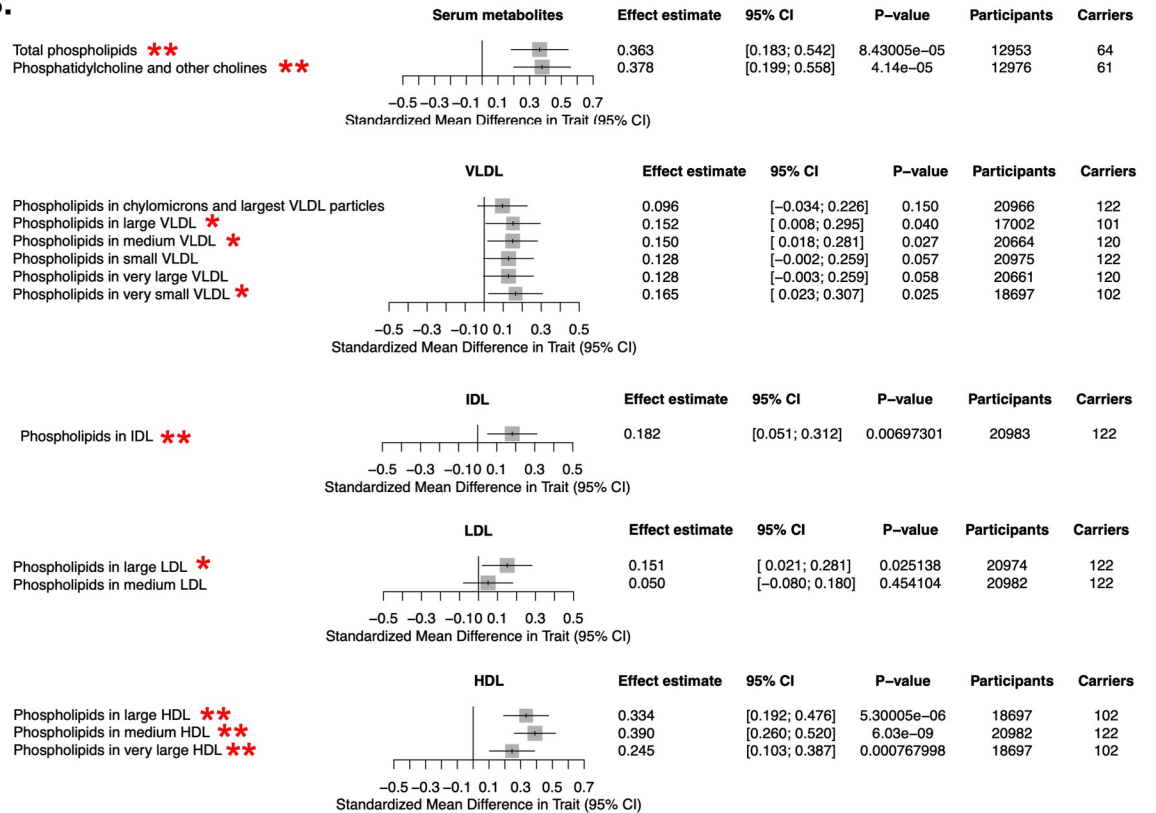 Serum metabolites Effect estimate 95% CI P−value Participants Carriers
Total phospholipids ** 0.363 [0.183; 0.542] 8.43005e−05 12953 64
Phosphatidylcholine and other cholines ** 0.378 [0.199; 0.558] 4.14e−05 12976 61
−0.5 −0.3 −0.1 0.1 0.3 0.5 0.7
Standardized Mean Difference in Trait (95% CI)
VLDL Effect estimate 95% CI P−value Participants Carriers
Phospholipids in chylomicrons and largest VLDL particles 0.096 [−0.034; 0.226] 0.150 20966 122
Phospholipids in large VLDL * 0.152 [ 0.008; 0.295] 0.040 17002 101
Phospholipids in medium VLDL * 0.150 [ 0.018; 0.281] 0.027 20664 120
Phospholipids in small VLDL 0.128 [−0.002; 0.259] 0.057 20975 122
Phospholipids in very large VLDL 0.128 [−0.003; 0.259] 0.058 20661 120
Phospholipids in very small VLDL * 0.165 [ 0.023; 0.307] 0.025 18697 102
−0.5 −0.3 −0.1 0 0.1 0.3 0.5
Standardized Mean Difference in Trait (95% CI)
IDL Effect estimate 95% CI P−value Participants Carriers
Phospholipids in IDL ** 0.182 [0.051; 0.312] 0.00697301 20983 122
−0.5 −0.3 −0.1 0 0.1 0.3 0.5
Standardized Mean Difference in Trait (95% CI)
LDL Effect estimate 95% CI P−value Participants Carriers
Phospholipids in large LDL * 0.151 [ 0.021; 0.281] 0.025138 20974 122
Phospholipids in medium LDL 0.050 [−0.080; 0.180] 0.454104 20982 122
−0.5 −0.3 −0.1 0 0.1 0.3 0.5
Standardized Mean Difference in Trait (95% CI)
HDL Effect estimate 95% CI P−value Participants Carriers
Phospholipids in large HDL ** 0.334 [0.192; 0.476] 5.30005e−06 18697 102
Phospholipids in medium HDL ** 0.390 [0.260; 0.520] 6.03e−09 20982 122
Phospholipids in very large HDL ** 0.245 [0.103; 0.387] 0.000767998 18697 102
−0.5 −0.3 −0.1 0.1 0.3 0.5 0.7
Standardized Mean Difference in Trait (95% CI)